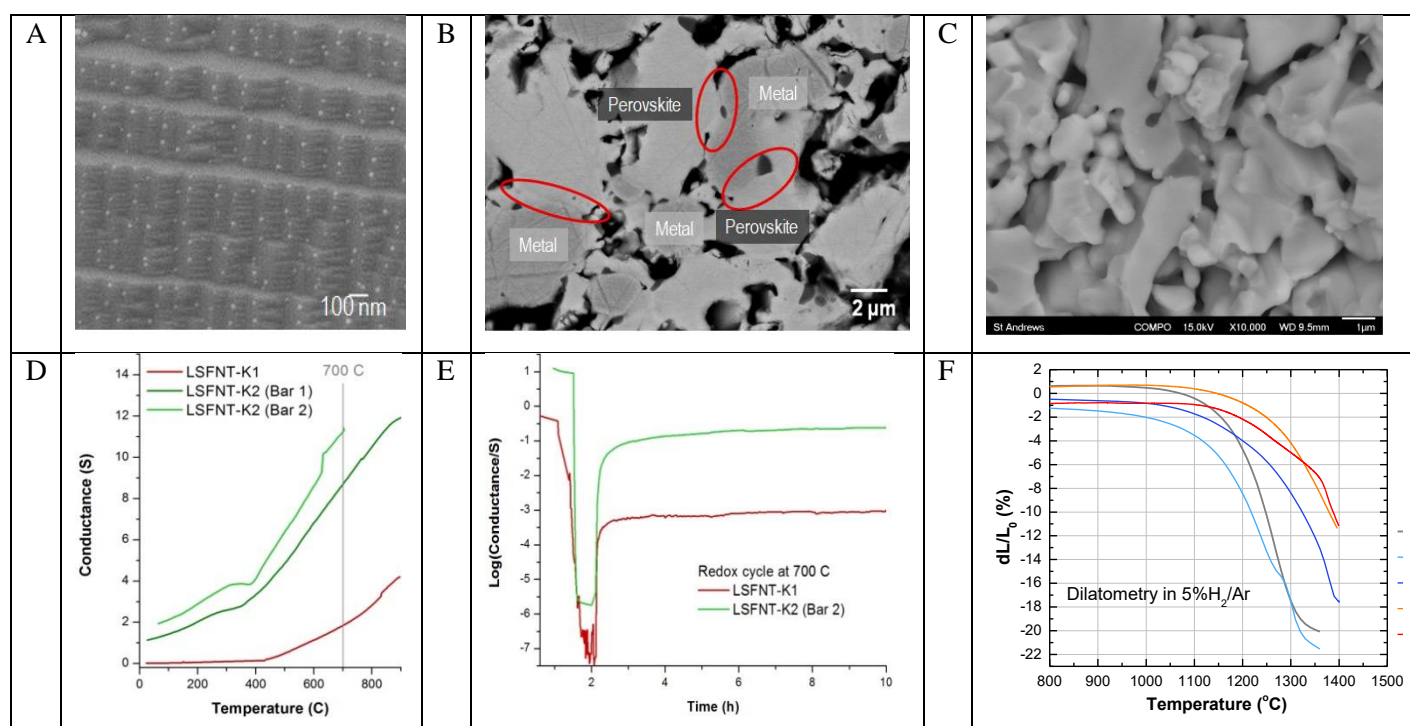 A
100 nm
B
Perovskite
Metal
Perovskite
Metal
Metal
2 µm
C
St Andrews COMPO 15.0kV X10,000 WD 9.5mm 1µm
D
14
12
10
8
6
4
2
0
0 200 400 600 800
Conductance (S)
Temperature (C)
700 C
LSFNT-K1
LSFNT-K2 (Bar 1)
LSFNT-K2 (Bar 2)
E
1
0
-1
-2
-3
-4
-5
-6
-7
2 4 6 8 10
Log(Conductance/S)
Time (h)
Redox cycle at 700 C
LSFNT-K1
LSFNT-K2 (Bar 2)
F
2
0
-2
-4
-6
-8
-10
-12
-14
-16
-18
-20
-22
800 900 1000 1100 1200 1300 1400 1500
dL/L₀ (%)
Dilatometry in 5%H₂/Ar
Temperature (°C)